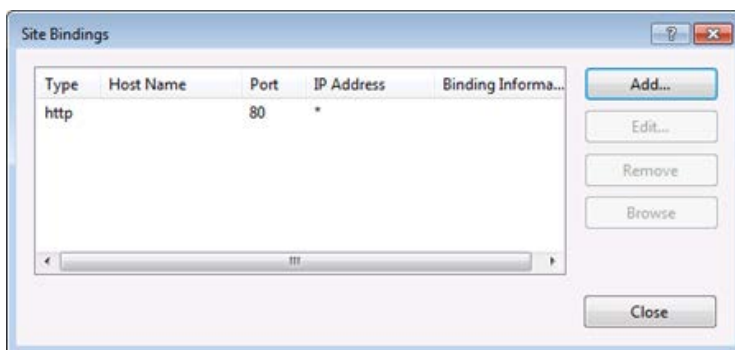 Site Bindings
Type Host Name Port IP Address Binding Informa...
http 80 *
Add...
Edit...
Remove
Browse
Close